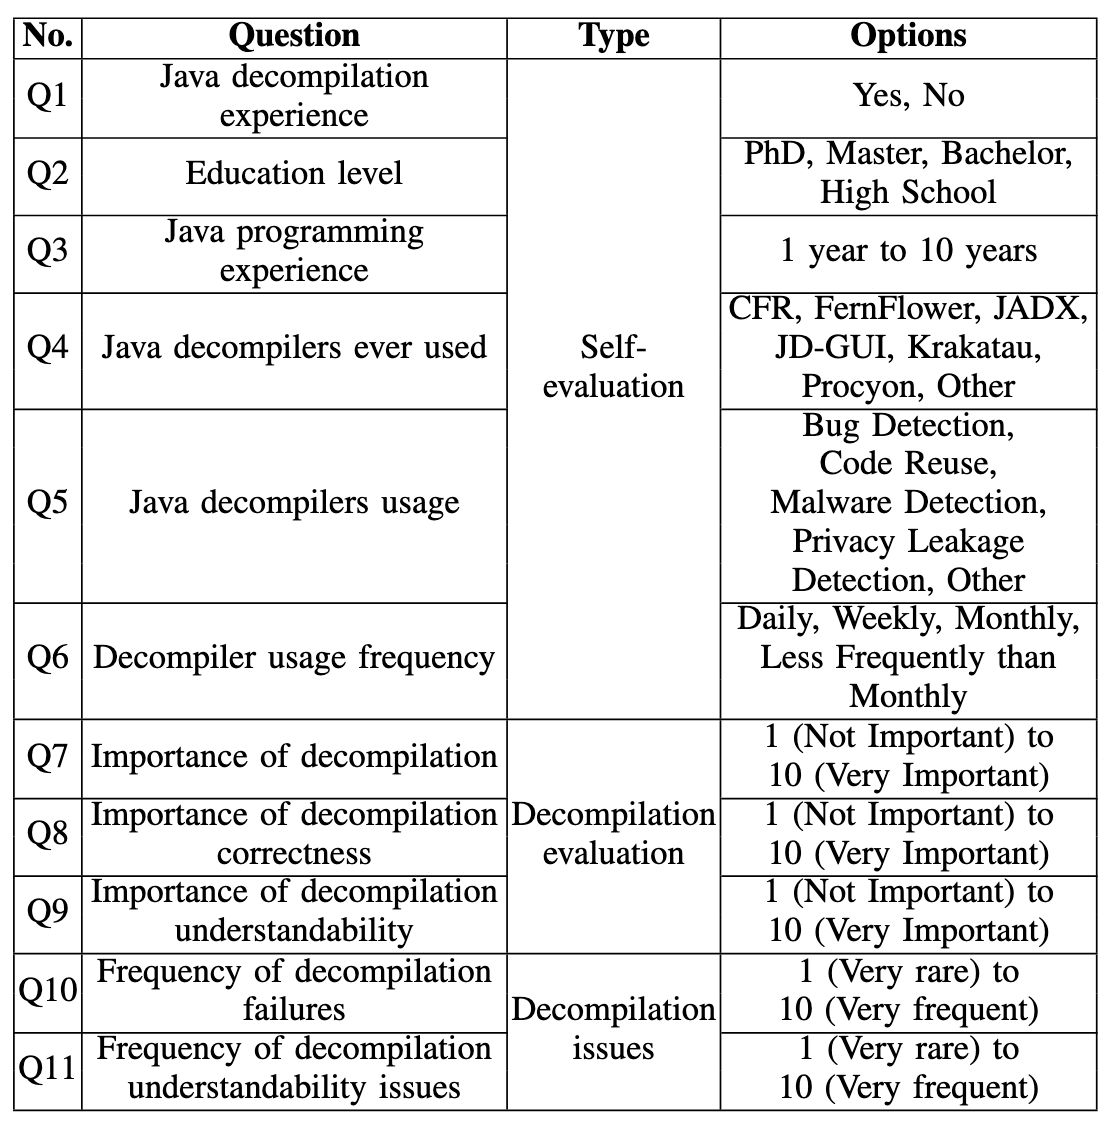 No. Question Type Options
Q1 Java decompilation experience Yes, No
Q2 Education level PhD, Master, Bachelor, High School
Q3 Java programming experience 1 year to 10 years
Q4 Java decompilers ever used Self-evaluation CFR, FernFlower, JADX, JD-GUI, Krakatau, Procyon, Other
Q5 Java decompilers usage Bug Detection, Code Reuse, Malware Detection, Privacy Leakage Detection, Other
Q6 Decompiler usage frequency Daily, Weekly, Monthly, Less Frequently than Monthly
Q7 Importance of decompilation 1 (Not Important) to 10 (Very Important)
Q8 Importance of decompilation correctness Decompilation evaluation 1 (Not Important) to 10 (Very Important)
Q9 Importance of decompilation understandability 1 (Not Important) to 10 (Very Important)
Q10 Frequency of decompilation failures Decompilation issues 1 (Very rare) to 10 (Very frequent)
Q11 Frequency of decompilation understandability issues 1 (Very rare) to 10 (Very frequent)